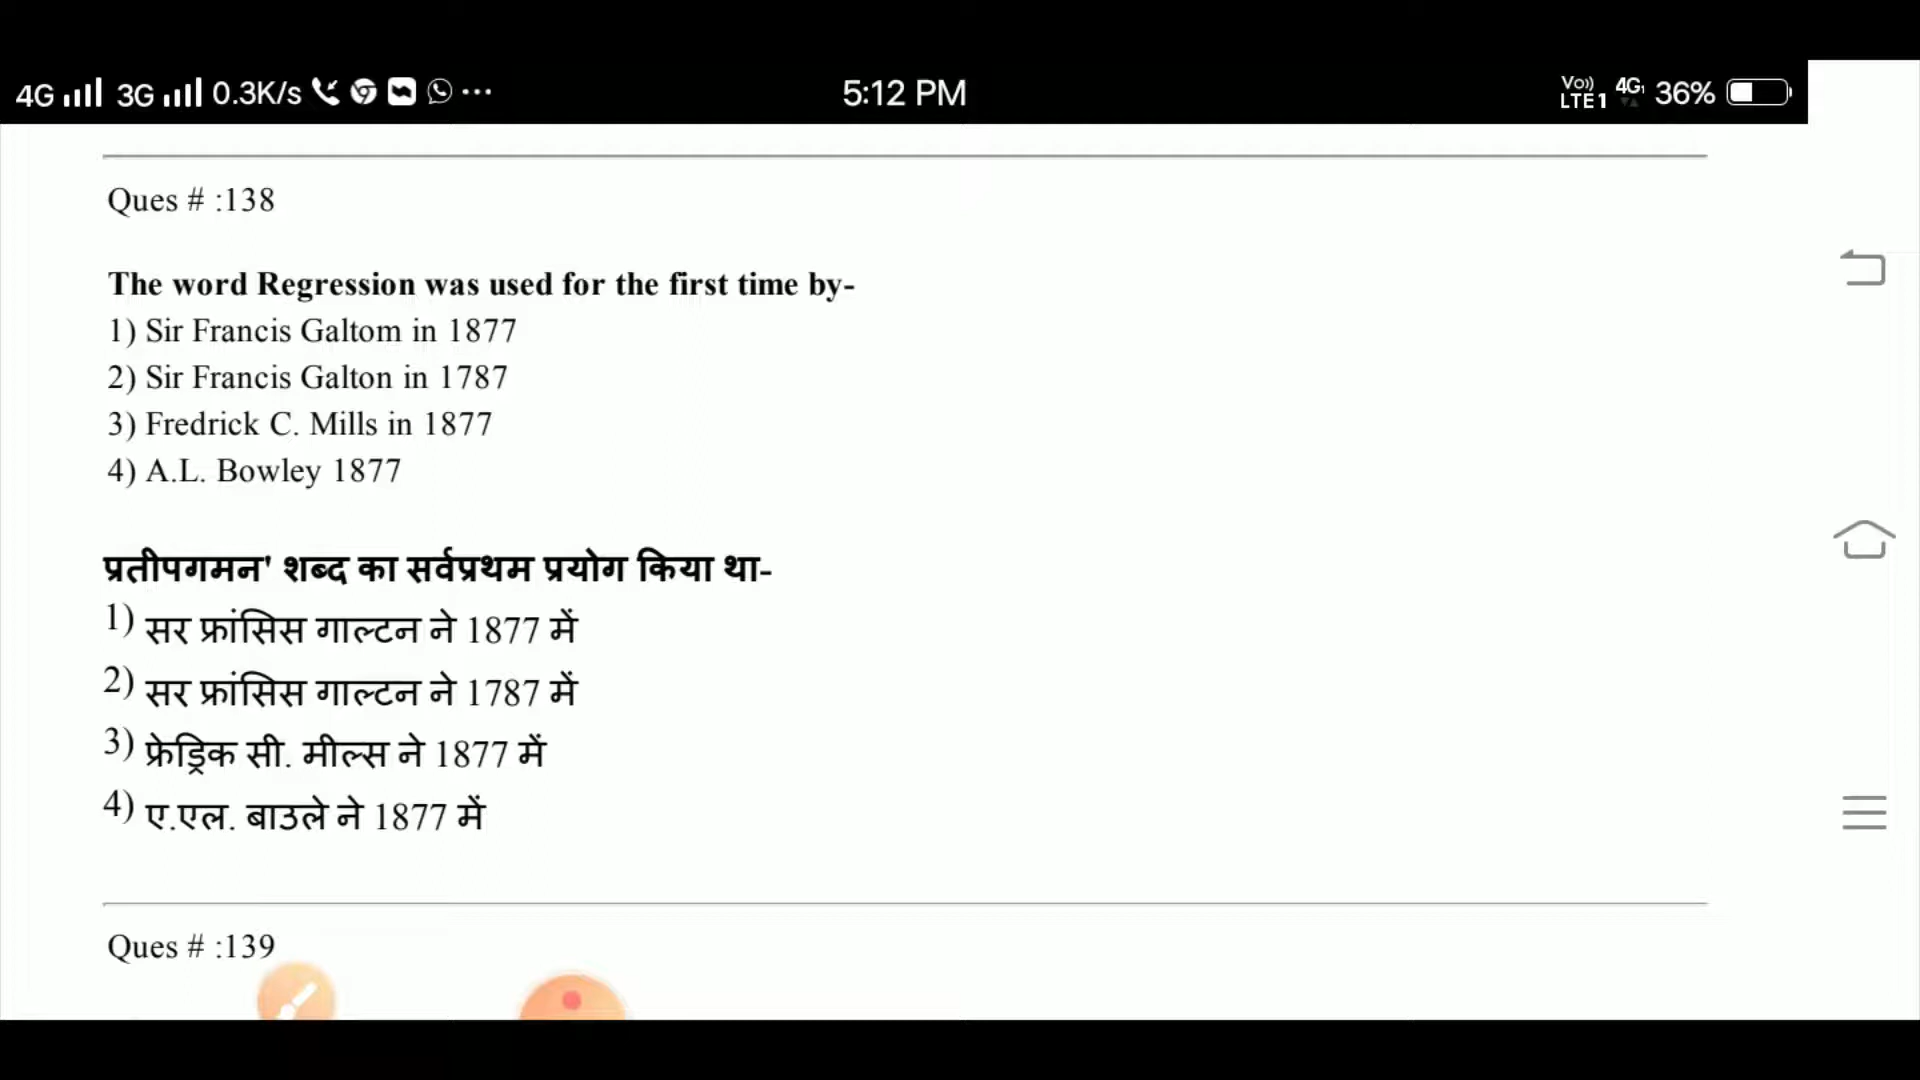 4G 3G 0.3K/s 5:12 PM Vo)) LTE1 4G 36%
Ques # :138
The word Regression was used for the first time by-
1) Sir Francis Galtom in 1877
2) Sir Francis Galton in 1787
3) Fredrick C. Mills in 1877
4) A.L. Bowley 1877
प्रतीपगमन' शब्द का सर्वप्रथम प्रयोग किया था-
1) सर फ्रांसिस गाल्टन ने 1877 में
2) सर फ्रांसिस गाल्टन ने 1787 में
3) फ्रेड्रिक सी. मील्स ने 1877 में
4) ए.एल. बाउले ने 1877 में
Ques # :139